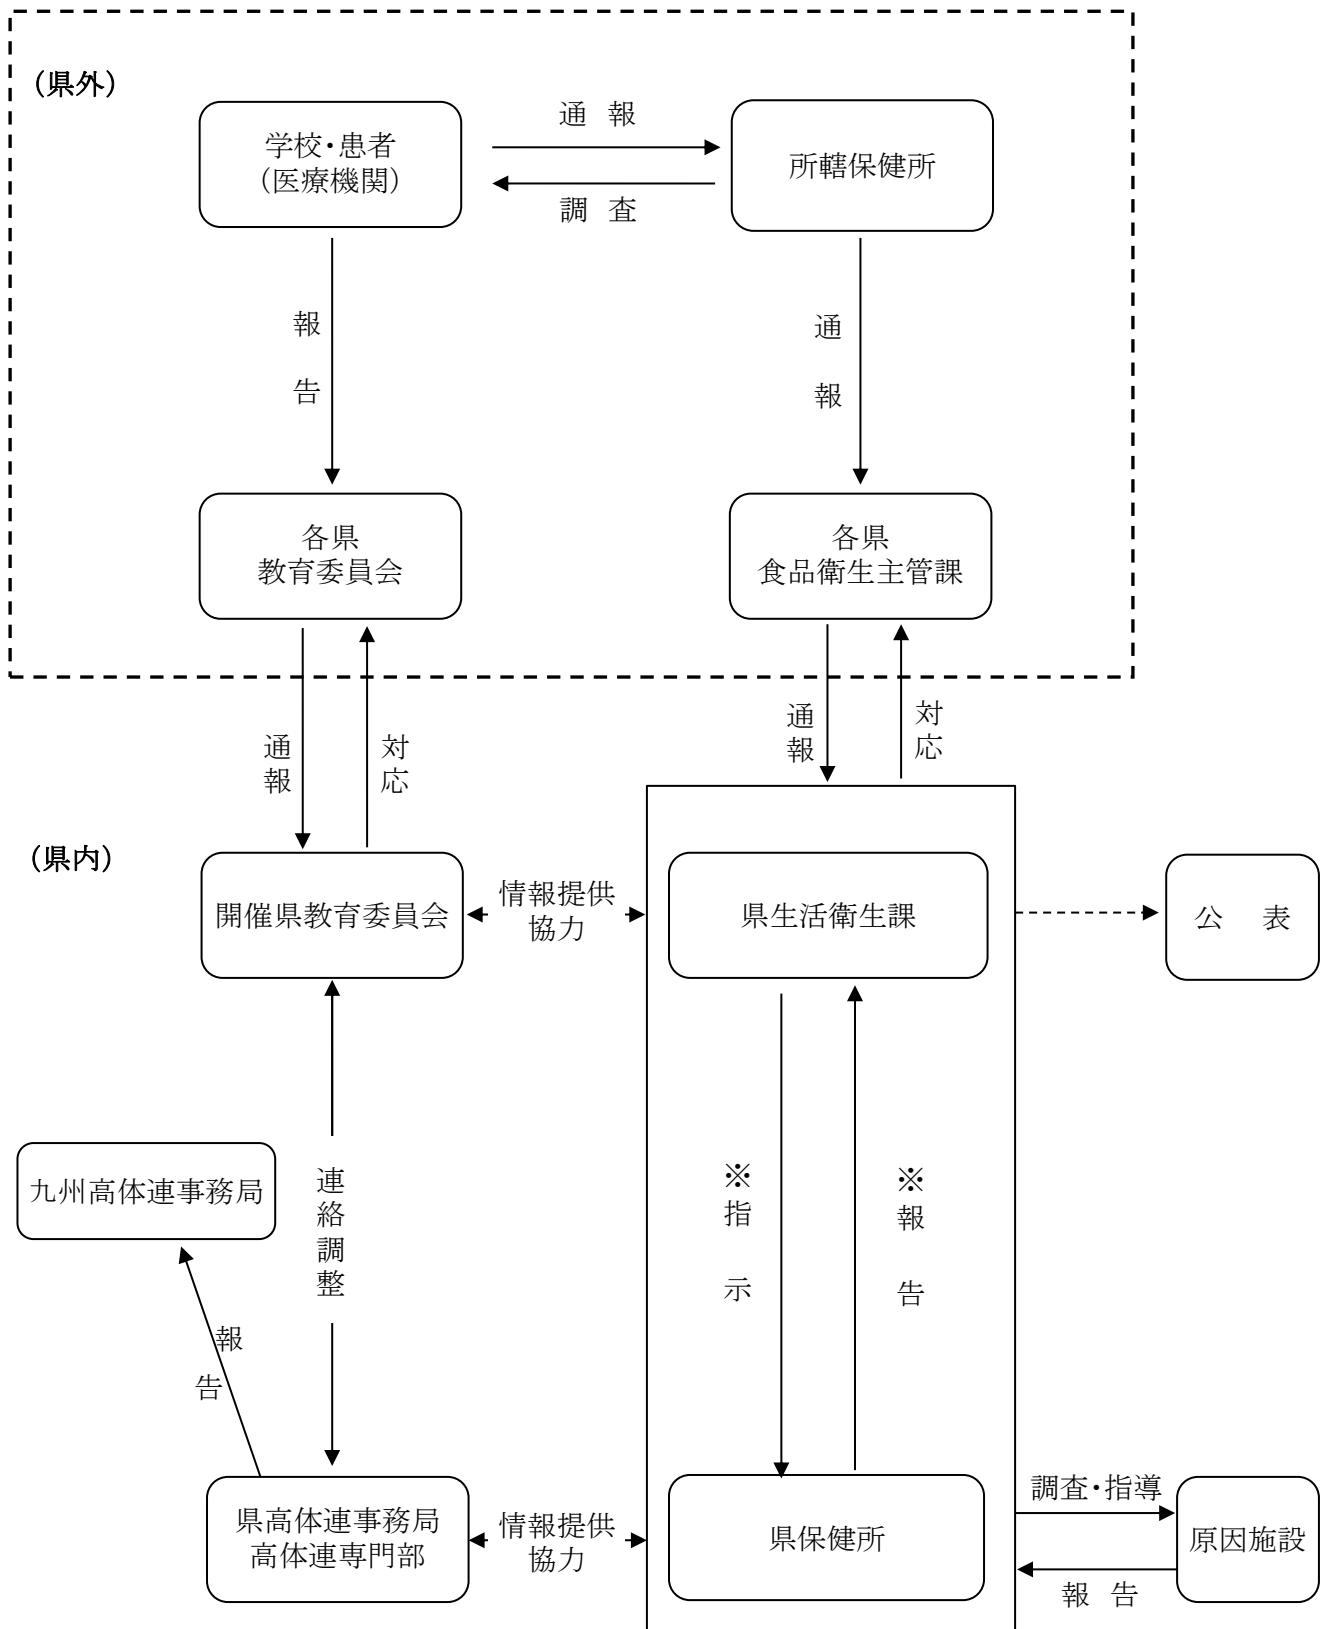 （県外）
通 報
学校・患者
（医療機関）
所轄保健所
調 査
報
告
通
報
各県
教育委員会
各県
食品衛生主管課
通報
対応
通報
対応
（県内）
開催県教育委員会
情報提供
協力
県生活衛生課
公 表
九州高体連事務局
連絡調整
※指 示
※報 告
報
告
県高体連事務局
高体連専門部
情報提供
協力
県保健所
調査・指導
原因施設
報 告